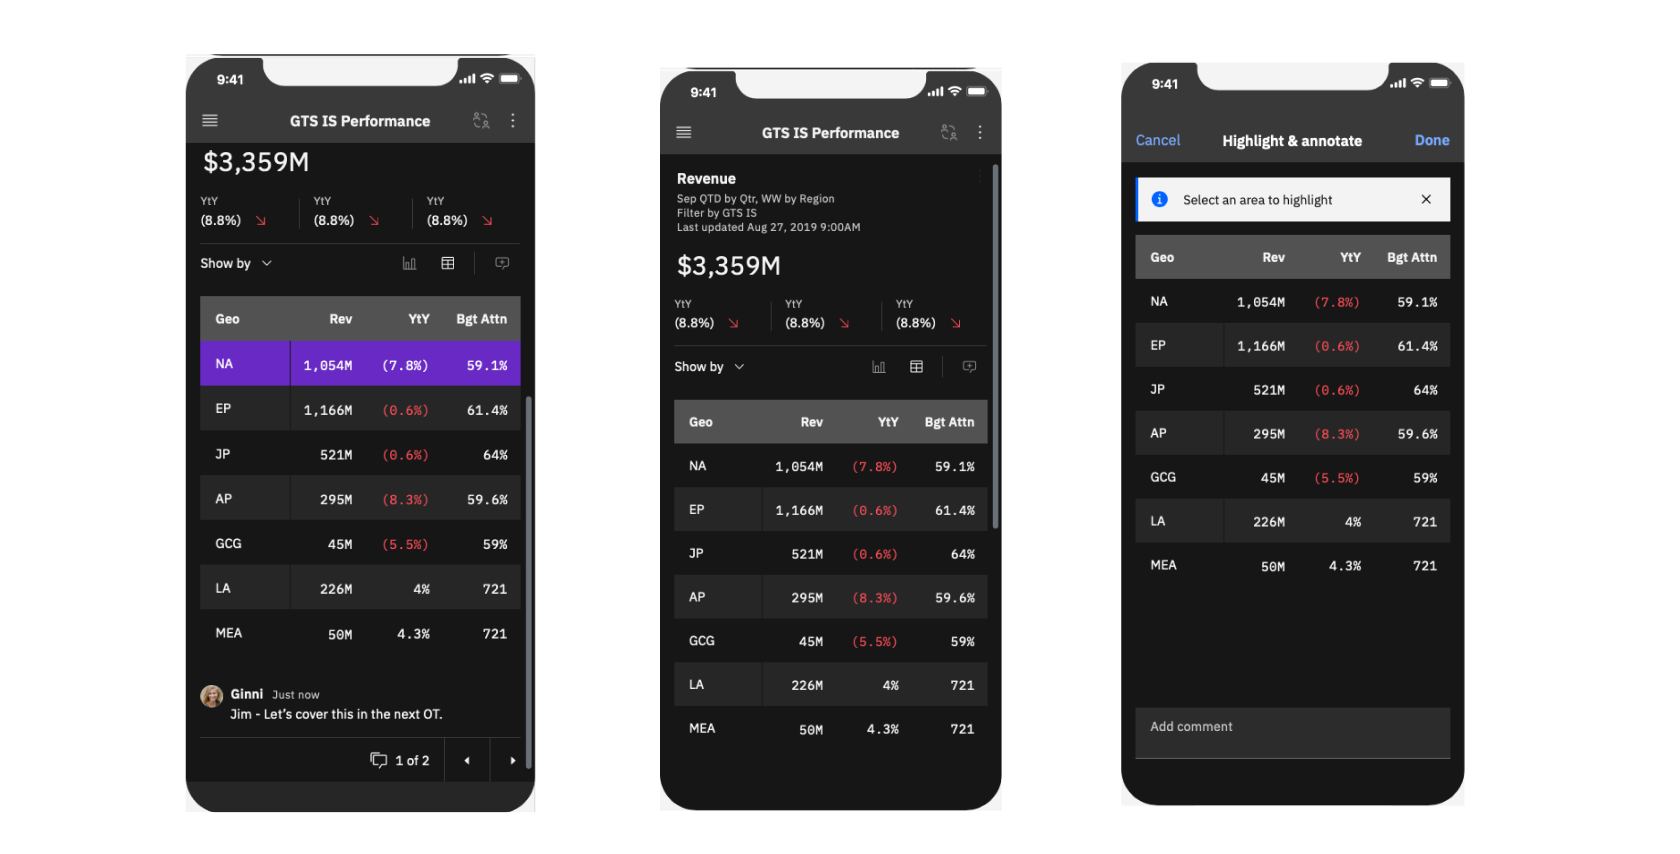 9:41
GTS IS Performance
$3,359M
YtY YtY YtY
(8.8%) (8.8%) (8.8%)
Show by
Geo Rev YtY Bgt Attn
NA 1,054M (7.8%) 59.1%
EP 1,166M (0.6%) 61.4%
JP 521M (0.6%) 64%
AP 295M (8.3%) 59.6%
GCG 45M (5.5%) 59%
LA 226M 4% 721
MEA 50M 4.3% 721
Ginni Just now
Jim - Let’s cover this in the next OT.
1 of 2
9:41
GTS IS Performance
Revenue
Sep QTD by Qtr, WW by Region
Filter by GTS IS
Last updated Aug 27, 2019 9:00AM
$3,359M
YtY YtY YtY
(8.8%) (8.8%) (8.8%)
Show by
Geo Rev YtY Bgt Attn
NA 1,054M (7.8%) 59.1%
EP 1,166M (0.6%) 61.4%
JP 521M (0.6%) 64%
AP 295M (8.3%) 59.6%
GCG 45M (5.5%) 59%
LA 226M 4% 721
MEA 50M 4.3% 721
9:41
Cancel Highlight & annotate Done
Select an area to highlight
Geo Rev YtY Bgt Attn
NA 1,054M (7.8%) 59.1%
EP 1,166M (0.6%) 61.4%
JP 521M (0.6%) 64%
AP 295M (8.3%) 59.6%
GCG 45M (5.5%) 59%
LA 226M 4% 721
MEA 50M 4.3% 721
Add comment